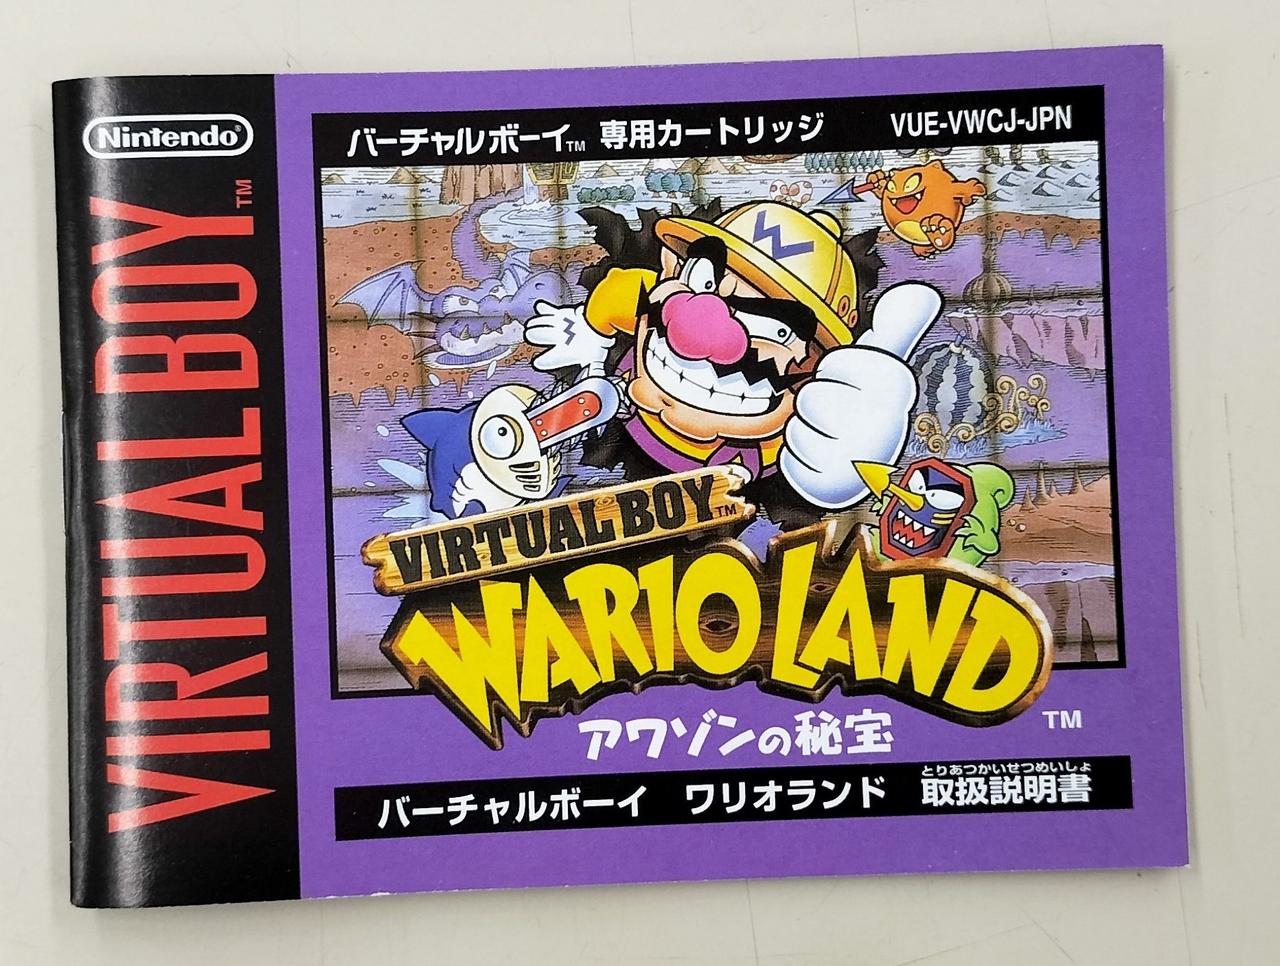 Nintendo®
VIRTUAL BOY™
バーチャルボーイ™ 専用カートリッジ
VUE-VWCJ-JPN
VIRTUAL BOY™
WARIO LAND
TM
アワゾンの秘宝
バーチャルボーイ ワリオランド
とりあつかいせつめいしょ
取扱説明書